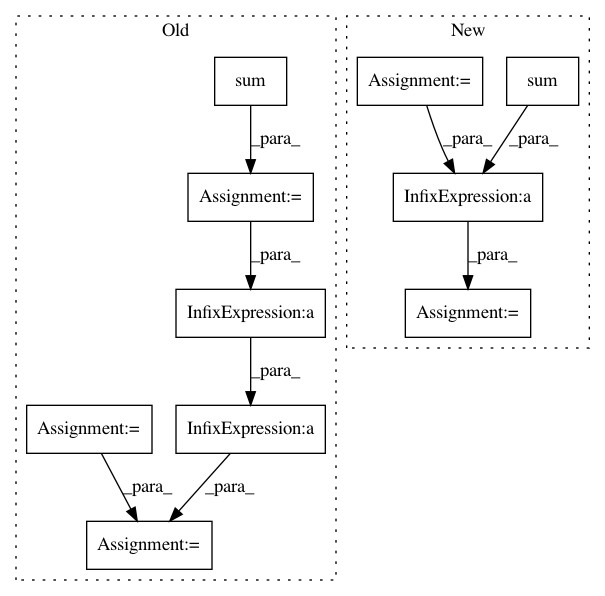 Old
New
sum
Assignment:=
sum
_para_
_para_
_para_
Assignment:=
InfixExpression:a
_para_
_para_
InfixExpression:a
Assignment:=
_para_
Assignment:=
InfixExpression:a
_para_
_para_
Assignment:=